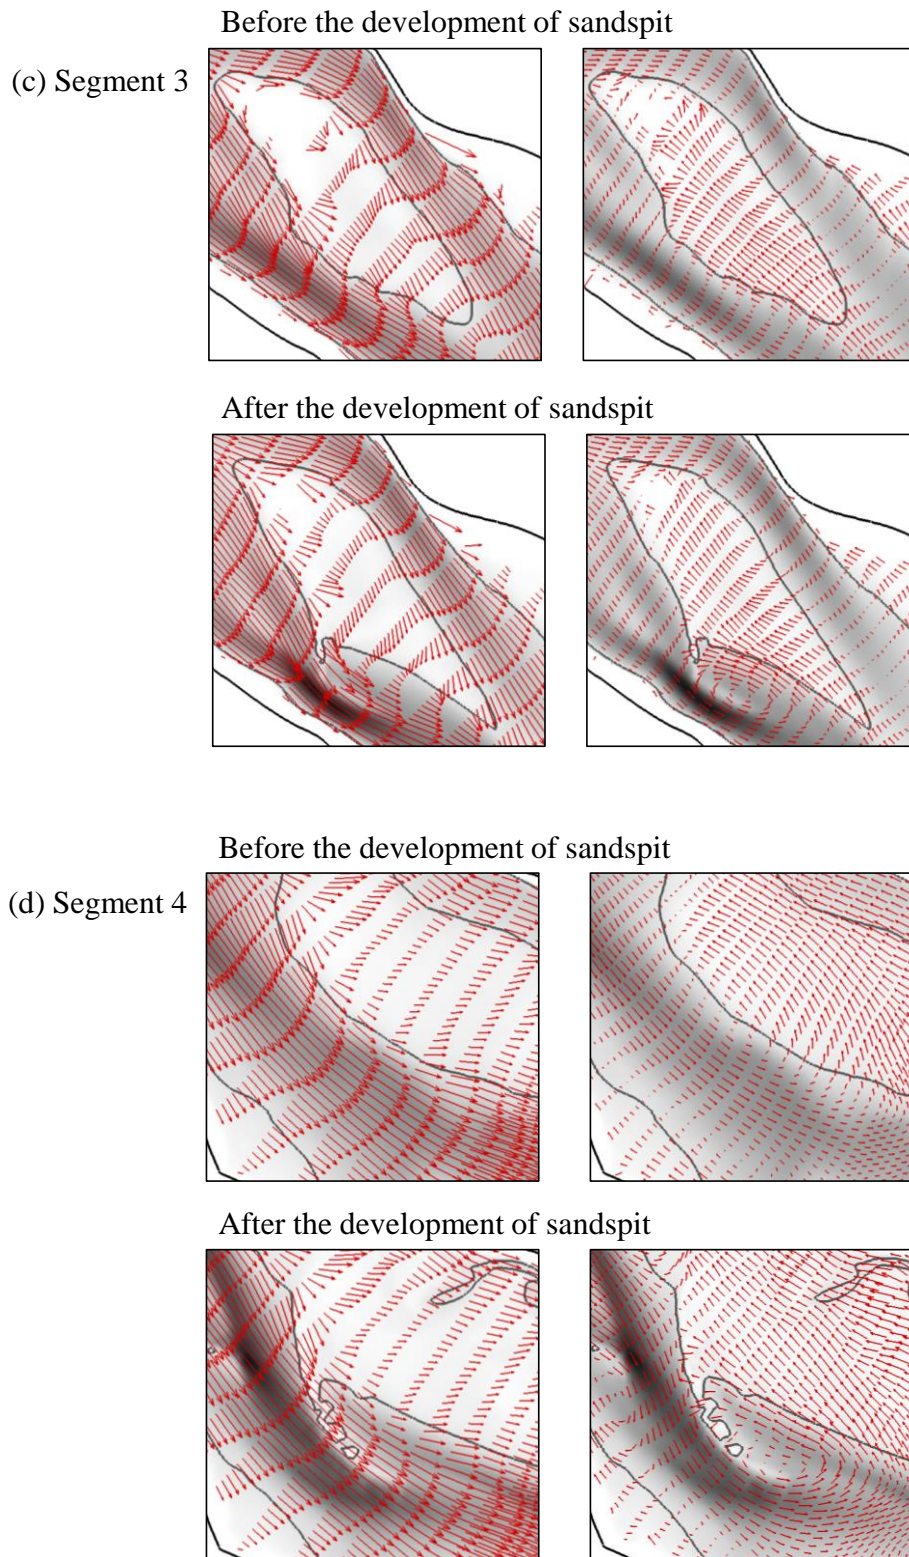 Before the development of sandspit
(c) Segment 3
After the development of sandspit
Before the development of sandspit
(d) Segment 4
After the development of sandspit